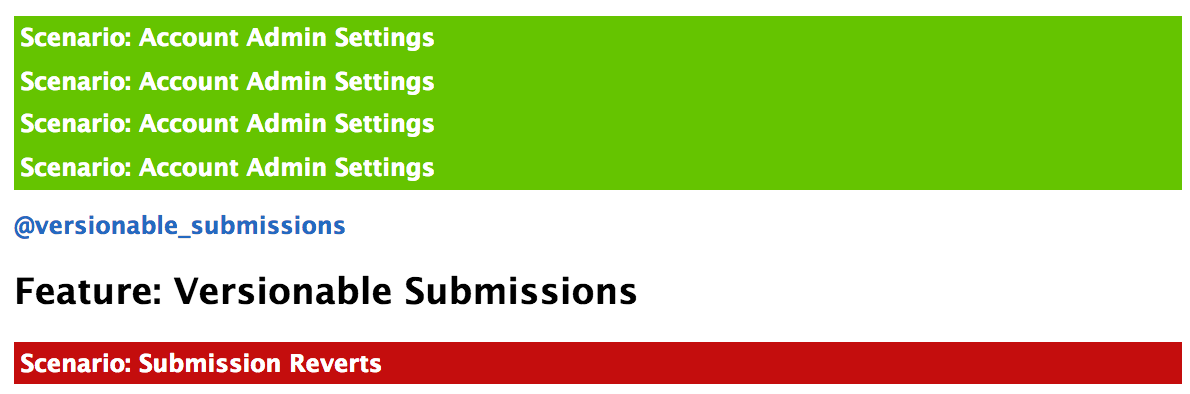 Scenario: Account Admin Settings
Scenario: Account Admin Settings
Scenario: Account Admin Settings
Scenario: Account Admin Settings
@versionable_submissions
Feature: Versionable Submissions
Scenario: Submission Reverts